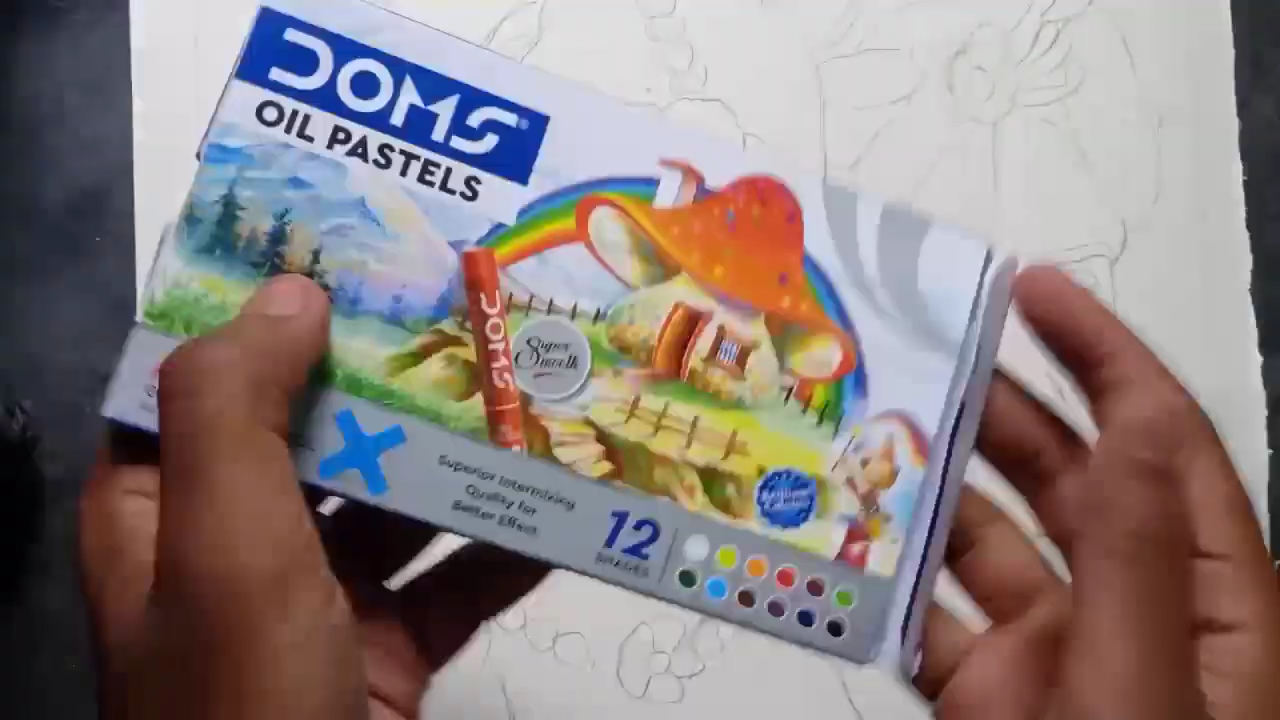 DOMS
OIL PASTELS
DOMS
Super
Smooth
Superior Intermixing
Quality for
Better Effect
12
SHADES